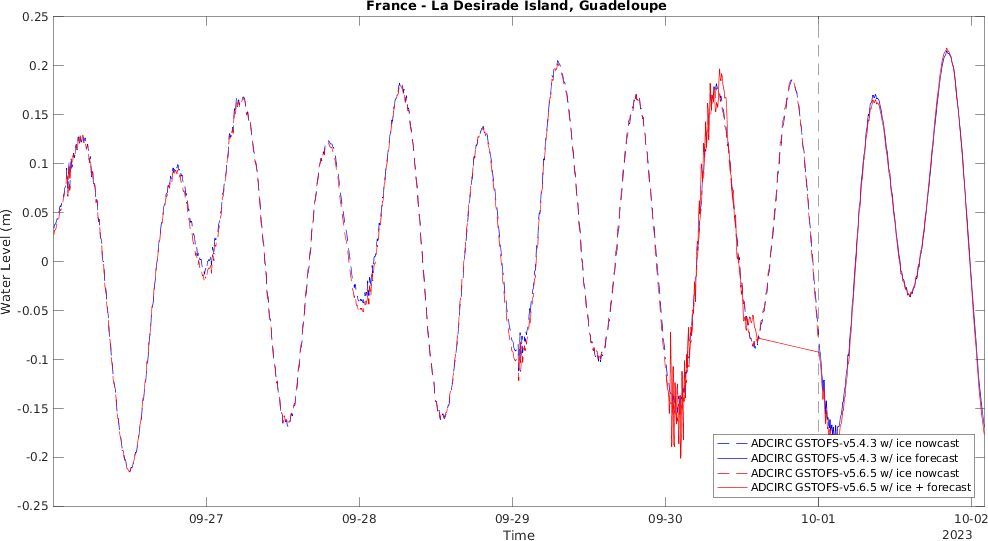 France - La Desirade Island, Guadeloupe
0.25
0.2
0.15
0.1
0.05
0
-0.05
-0.1
-0.15
-0.2
-0.25
Water Level (m)
ADCIRC GSTOFS-v5.4.3 w/ ice nowcast
ADCIRC GSTOFS-v5.4.3 w/ ice forecast
ADCIRC GSTOFS-v5.6.5 w/ ice nowcast
ADCIRC GSTOFS-v5.6.5 w/ ice + forecast
09-27 09-28 09-29 09-30 10-01 10-02
Time 2023